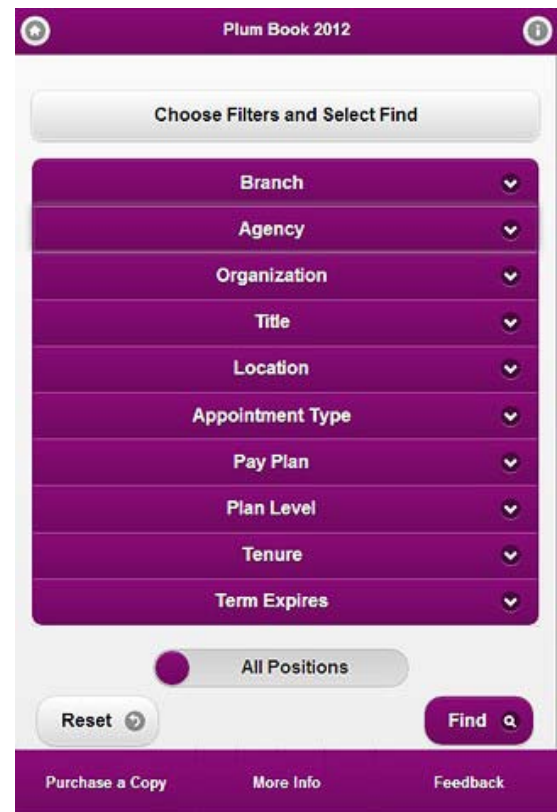 Plum Book 2012
Choose Filters and Select Find
Branch
Agency
Organization
Title
Location
Appointment Type
Pay Plan
Plan Level
Tenure
Term Expires
All Positions
Reset Find
Purchase a Copy More Info Feedback